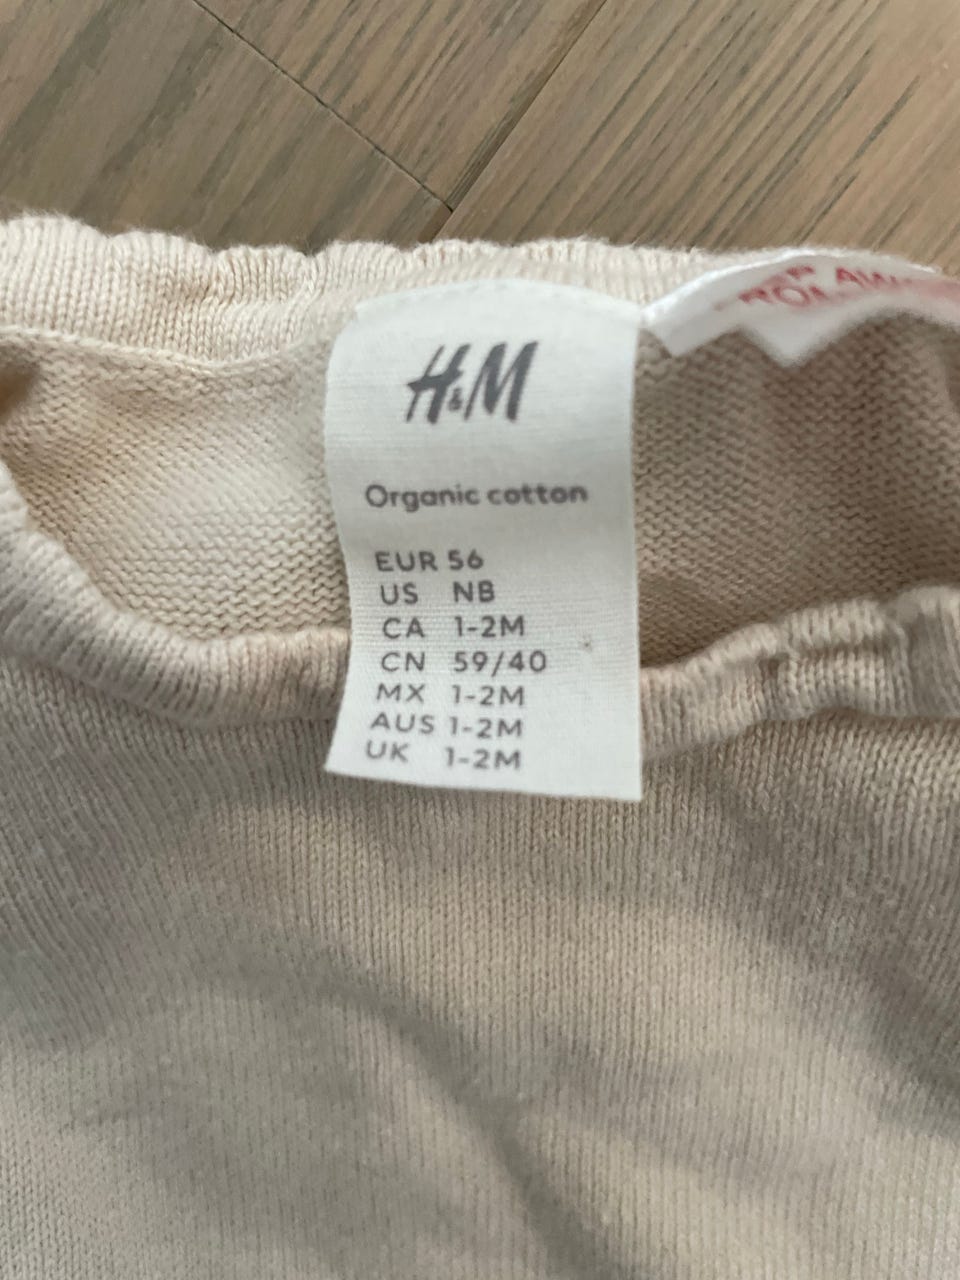 H&M
Organic cotton
EUR 56
US NB
CA 1-2M
CN 59/40
MX 1-2M
AUS 1-2M
UK 1-2M